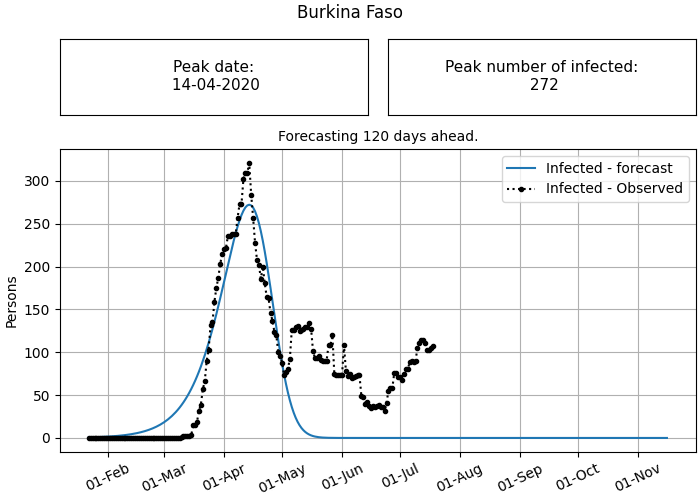 Burkina Faso
Peak date:
14-04-2020
Peak number of infected:
272
Forecasting 120 days ahead.
Infected - forecast
Infected - Observed
Persons
300
250
200
150
100
50
0
01-Feb
01-Mar
01-Apr
01-May
01-Jun
01-Jul
01-Aug
01-Sep
01-Oct
01-Nov